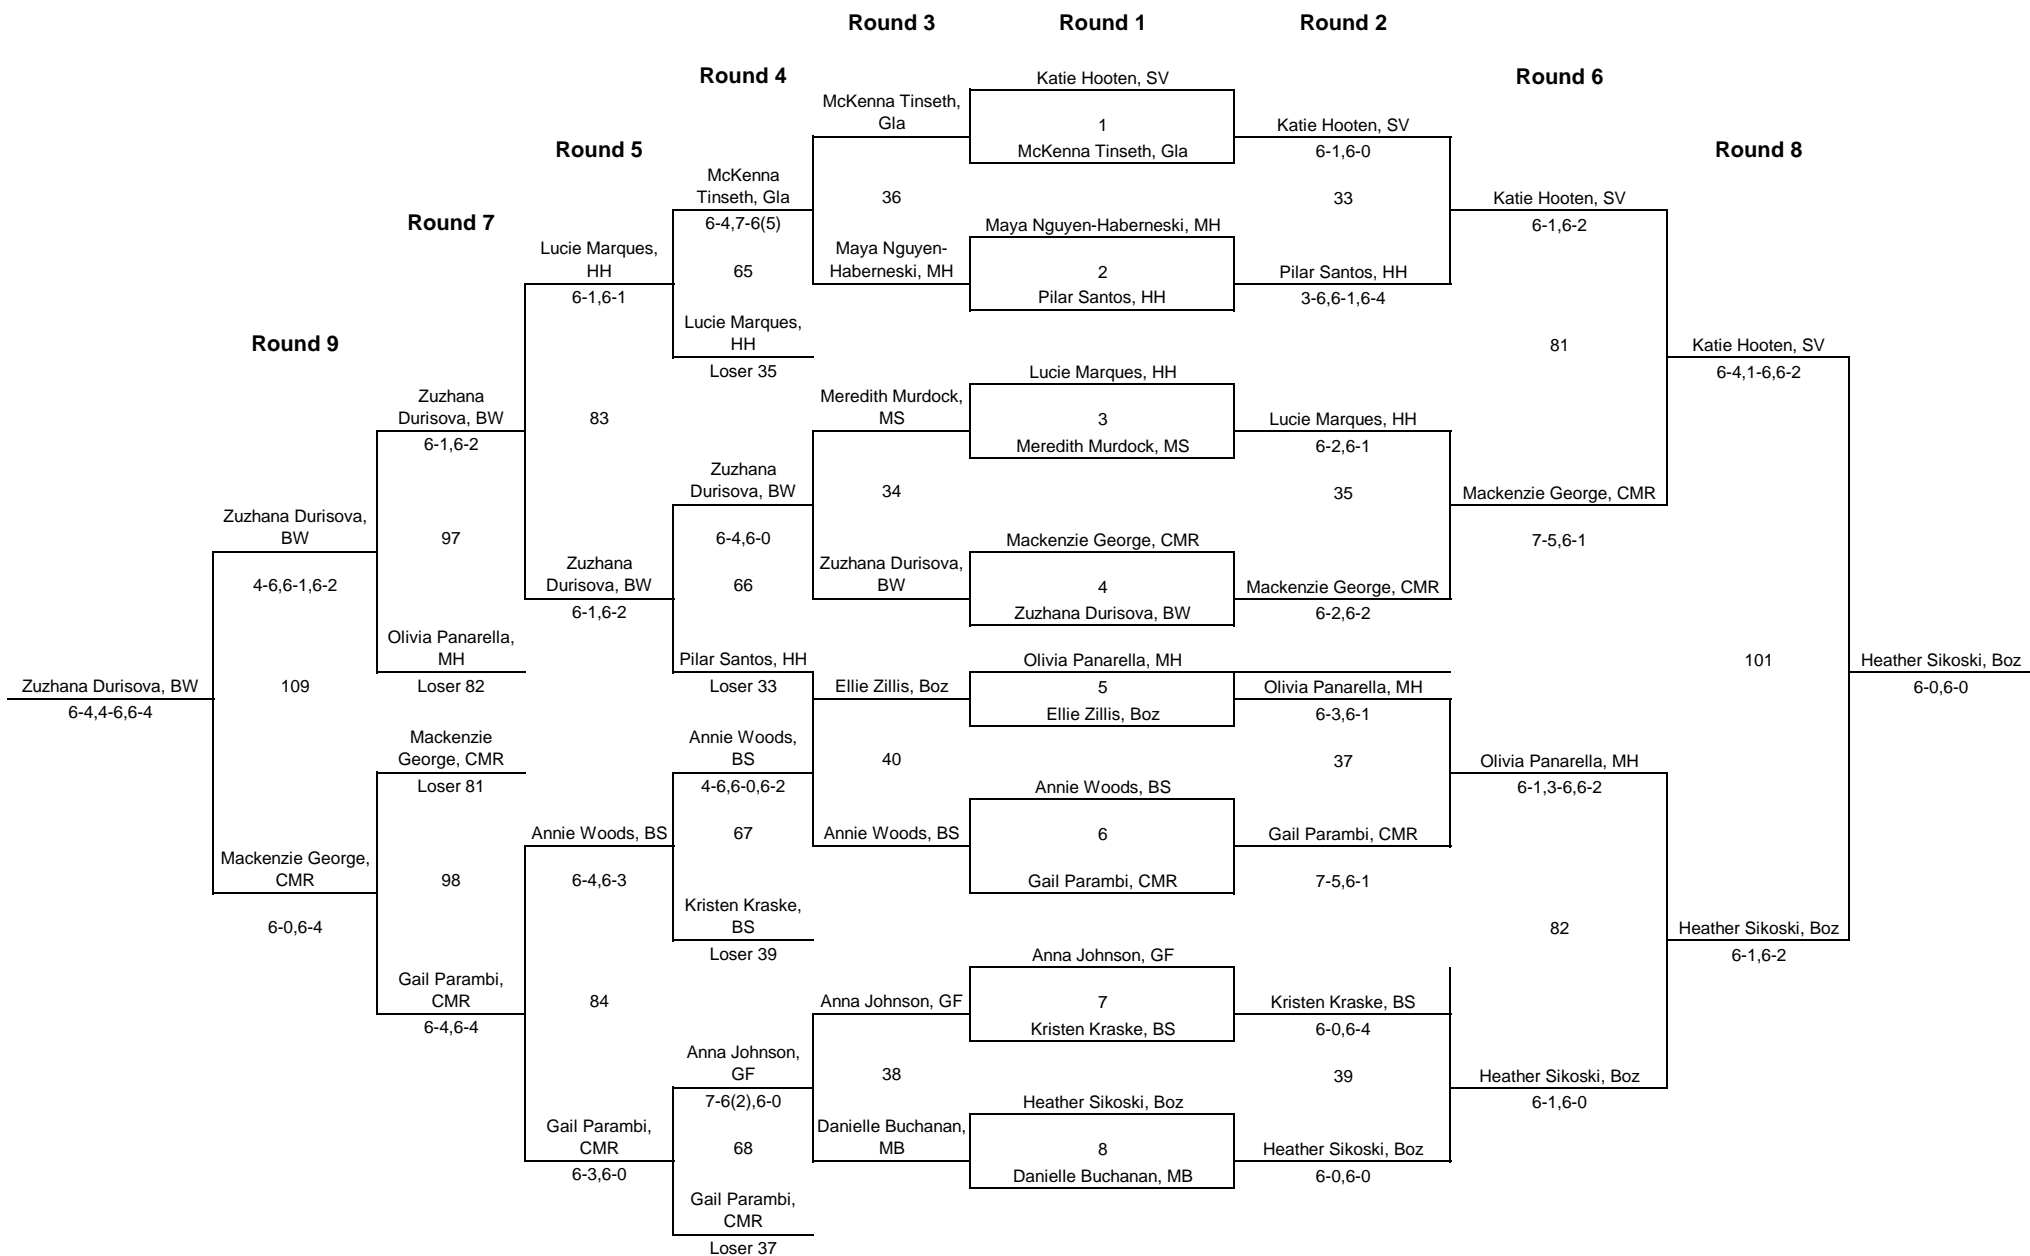 Round 3
Round 1
Round 2
Round 4
Katie Hooten, SV
Round 6
McKenna Tinseth,
Gla
1
Katie Hooten, SV
Round 5
McKenna Tinseth, Gla
6-1,6-0
Round 8
McKenna
Tinseth, Gla
36
33
Katie Hooten, SV
Round 7
6-4,7-6(5)
Maya Nguyen-Haberneski, MH
6-1,6-2
Lucie Marques,
HH
65
Maya Nguyen-
Haberneski, MH
2
Pilar Santos, HH
6-1,6-1
Pilar Santos, HH
3-6,6-1,6-4
Lucie Marques,
HH
Round 9
81
Katie Hooten, SV
Loser 35
Lucie Marques, HH
6-4,1-6,6-2
Zuzhana
Durisova, BW
83
Meredith Murdock,
MS
3
Lucie Marques, HH
6-1,6-2
Meredith Murdock, MS
6-2,6-1
Zuzhana
Durisova, BW
34
35
Mackenzie George, CMR
Zuzhana Durisova,
BW
97
6-4,6-0
Mackenzie George, CMR
7-5,6-1
Zuzhana
Durisova, BW
66
Zuzhana Durisova,
BW
4
Mackenzie George, CMR
4-6,6-1,6-2
6-1,6-2
Zuzhana Durisova, BW
6-2,6-2
Olivia Panarella,
MH
Pilar Santos, HH
Olivia Panarella, MH
101
Heather Sikoski, Boz
Zuzhana Durisova, BW
109
Loser 82
Loser 33
Ellie Zillis, Boz
5
Olivia Panarella, MH
6-0,6-0
6-4,4-6,6-4
Ellie Zillis, Boz
6-3,6-1
Mackenzie
George, CMR
Annie Woods,
BS
40
37
Olivia Panarella, MH
Loser 81
4-6,6-0,6-2
Annie Woods, BS
6-1,3-6,6-2
Annie Woods, BS
67
Annie Woods, BS
6
Gail Parambi, CMR
Mackenzie George,
CMR
98
6-4,6-3
Gail Parambi, CMR
7-5,6-1
6-0,6-4
Kristen Kraske,
BS
82
Heather Sikoski, Boz
Loser 39
Anna Johnson, GF
6-1,6-2
Gail Parambi,
CMR
84
Anna Johnson, GF
7
Kristen Kraske, BS
6-4,6-4
Kristen Kraske, BS
6-0,6-4
Anna Johnson,
GF
38
39
Heather Sikoski, Boz
7-6(2),6-0
Heather Sikoski, Boz
6-1,6-0
Gail Parambi,
CMR
68
Danielle Buchanan,
MB
8
Heather Sikoski, Boz
6-3,6-0
Danielle Buchanan, MB
6-0,6-0
Gail Parambi,
CMR
Loser 37